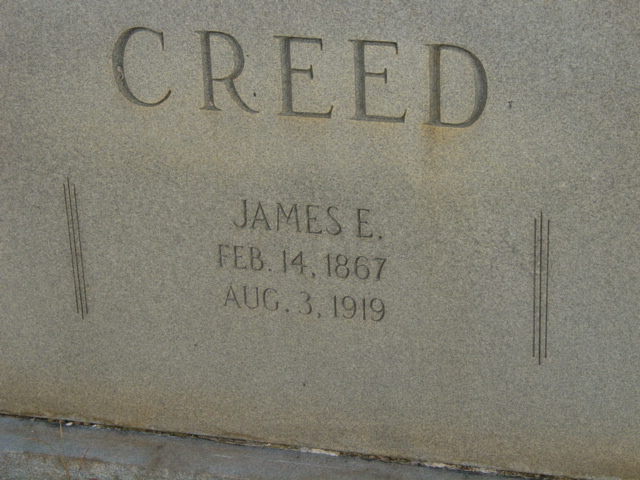 CREED
JAMES E.
FEB. 14, 1867
AUG. 3, 1919